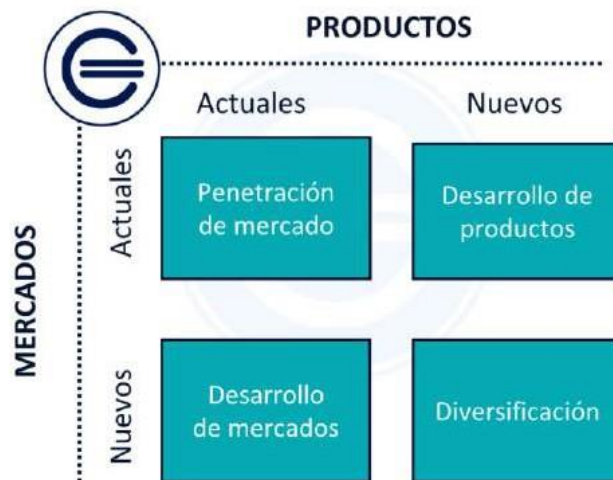 PRODUCTOS
Actuales
Nuevos
MERCADOS
Actuales
Penetración
de mercado
Desarrollo de
productos
Nuevos
Desarrollo
de mercados
Diversificación